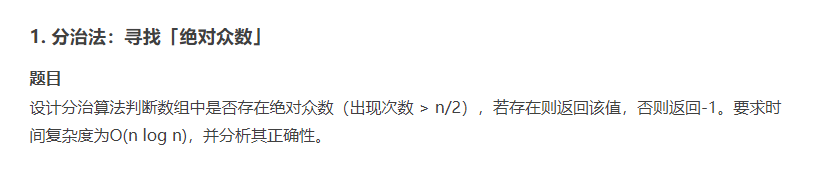 1. 分治法：寻找「绝对众数」
题目
设计分治算法判断数组中是否存在绝对众数（出现次数 > n/2），若存在则返回该值，否则返回-1。要求时
间复杂度为O(n log n)，并分析其正确性。